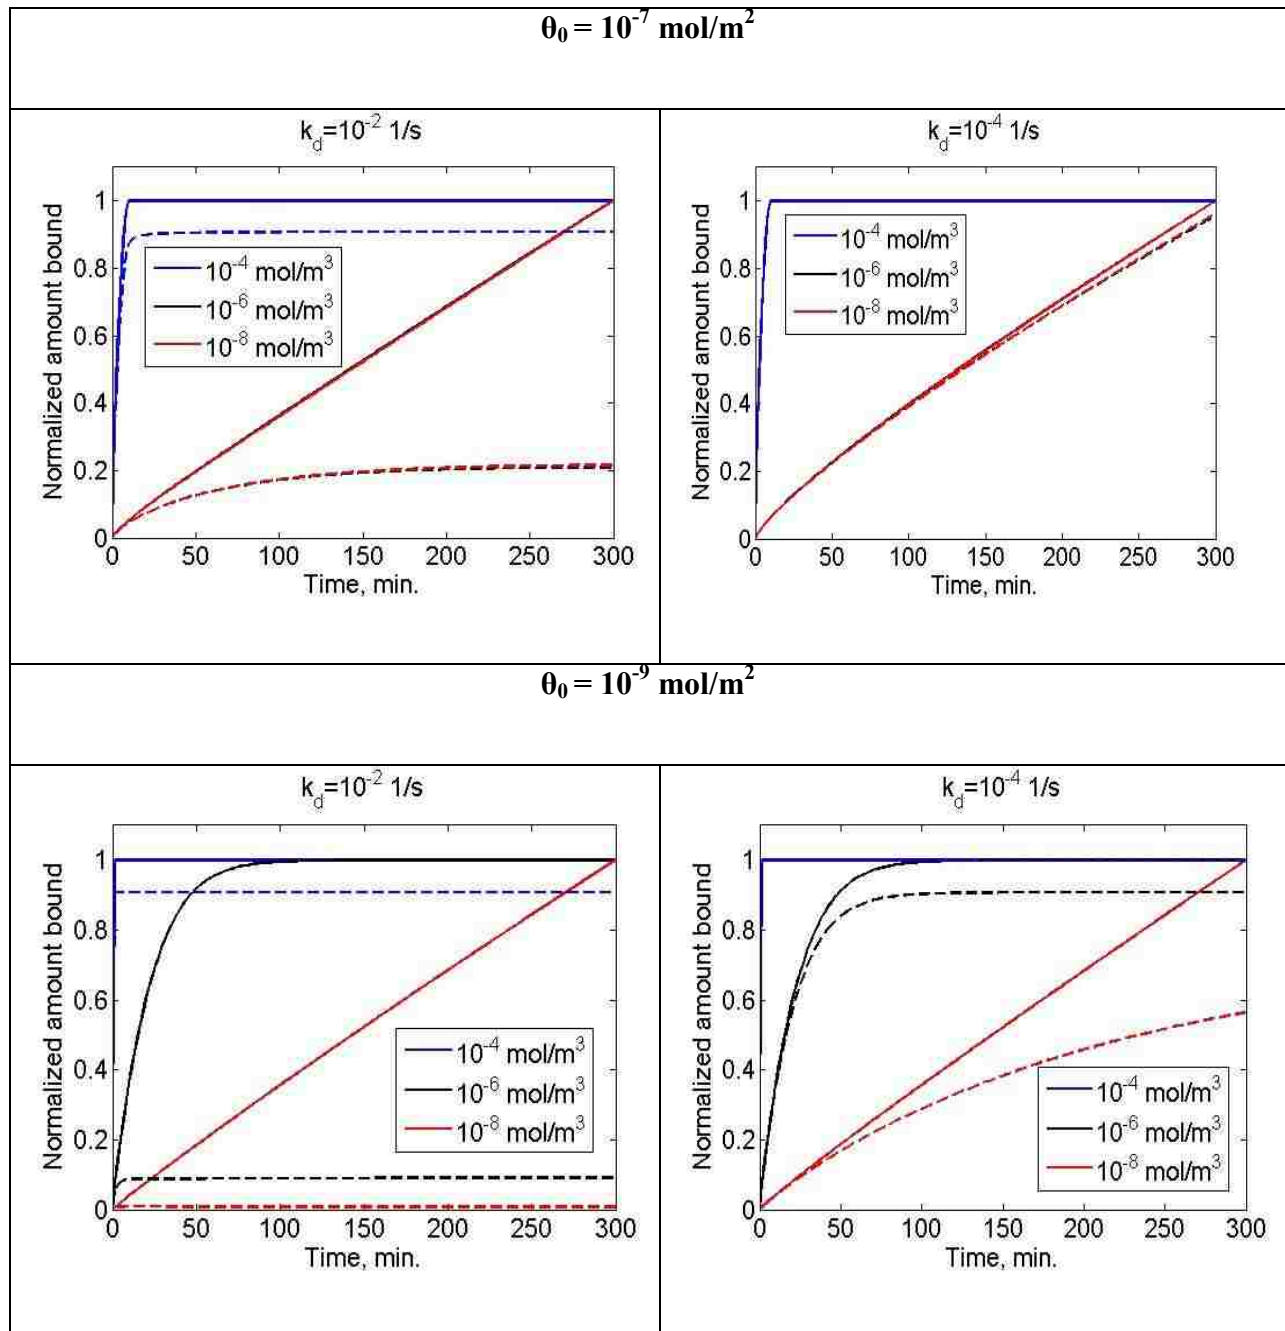 θ₀ = 10⁻⁷ mol/m²
k_d=10⁻² 1/s
Normalized amount bound
1
0.8
0.6
0.4
0.2
0
10⁻⁴ mol/m³
10⁻⁶ mol/m³
10⁻⁸ mol/m³
0 50 100 150 200 250 300
Time, min.
k_d=10⁻⁴ 1/s
Normalized amount bound
1
0.8
0.6
0.4
0.2
0
10⁻⁴ mol/m³
10⁻⁶ mol/m³
10⁻⁸ mol/m³
0 50 100 150 200 250 300
Time, min.
θ₀ = 10⁻⁹ mol/m²
k_d=10⁻² 1/s
Normalized amount bound
1
0.8
0.6
0.4
0.2
0
10⁻⁴ mol/m³
10⁻⁶ mol/m³
10⁻⁸ mol/m³
0 50 100 150 200 250 300
Time, min.
k_d=10⁻⁴ 1/s
Normalized amount bound
1
0.8
0.6
0.4
0.2
0
10⁻⁴ mol/m³
10⁻⁶ mol/m³
10⁻⁸ mol/m³
0 50 100 150 200 250 300
Time, min.